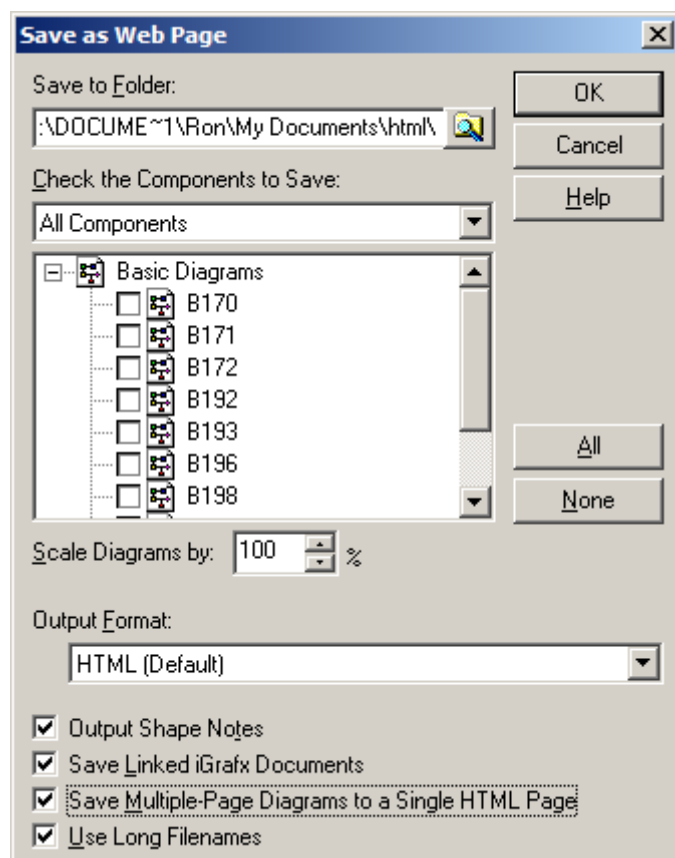 Save as Web Page
Save to Folder:
:\DOCUME~1\Ron\My Documents\html\
OK
Cancel
Help
Check the Components to Save:
All Components
Basic Diagrams
B170
B171
B172
B192
B193
B196
B198
All
None
Scale Diagrams by: 100 %
Output Format:
HTML (Default)
Output Shape Notes
Save Linked iGrafx Documents
Save Multiple-Page Diagrams to a Single HTML Page
Use Long Filenames